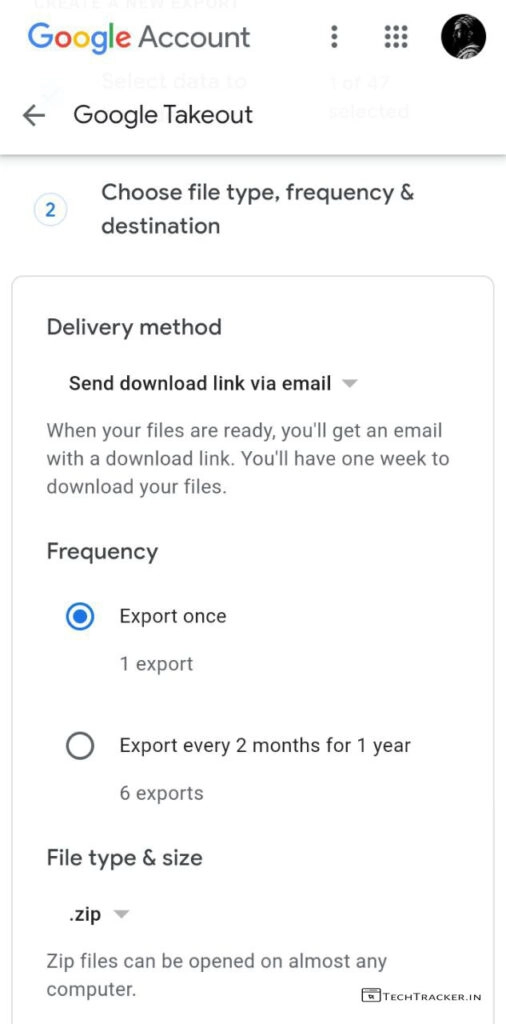 CREATE A NEW EXPORT
Google Account
Select data to
1 of 47
selected
Google Takeout
2
Choose file type, frequency &
destination
Delivery method
Send download link via email
When your files are ready, you'll get an email
with a download link. You'll have one week to
download your files.
Frequency
Export once
1 export
Export every 2 months for 1 year
6 exports
File type & size
.zip
Zip files can be opened on almost any
computer.
TECHTRACKER.IN